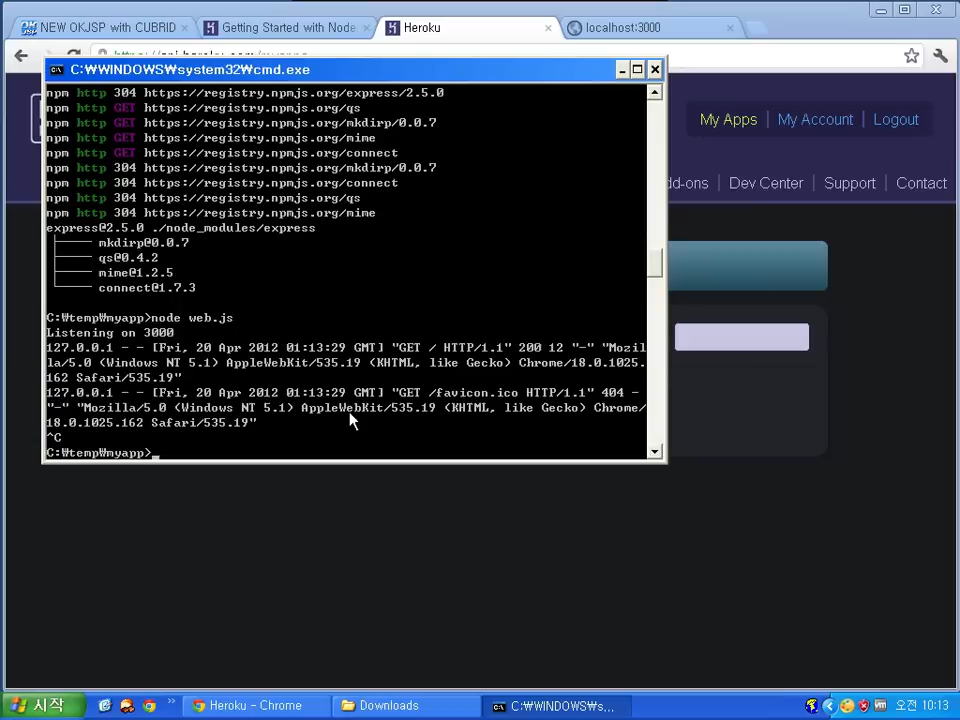 NEW OKJSP with CUBRID
Getting Started with Node
Heroku
localhost:3000
C:₩WINDOWS₩system32₩cmd.exe
npm http 304 https://registry.npmjs.org/express/2.5.0
npm http GET https://registry.npmjs.org/qs
npm http GET https://registry.npmjs.org/mkdirp/0.0.7
npm http GET https://registry.npmjs.org/mime
npm http GET https://registry.npmjs.org/connect
npm http 304 https://registry.npmjs.org/mkdirp/0.0.7
npm http 304 https://registry.npmjs.org/connect
npm http 304 https://registry.npmjs.org/qs
npm http 304 https://registry.npmjs.org/mime
express@2.5.0 ./node_modules/express
├── mkdirp@0.0.7
├── qs@0.4.2
├── mime@1.2.5
└── connect@1.7.3
C:₩temp₩myapp>node web.js
Listening on 3000
127.0.0.1 - - [Fri, 20 Apr 2012 01:13:29 GMT] "GET / HTTP/1.1" 200 12 "-" "Mozil
la/5.0 (Windows NT 5.1) AppleWebKit/535.19 (KHTML, like Gecko) Chrome/18.0.1025.
162 Safari/535.19"
127.0.0.1 - - [Fri, 20 Apr 2012 01:13:29 GMT] "GET /favicon.ico HTTP/1.1" 404 -
"-" "Mozilla/5.0 (Windows NT 5.1) AppleWebKit/535.19 (KHTML, like Gecko) Chrome/
18.0.1025.162 Safari/535.19"
^C
C:₩temp₩myapp>_
My Apps | My Account | Logout
dd-ons | Dev Center | Support | Contact
시작
Heroku - Chrome
Downloads
C:₩WINDOWS₩s...
오전 10:13